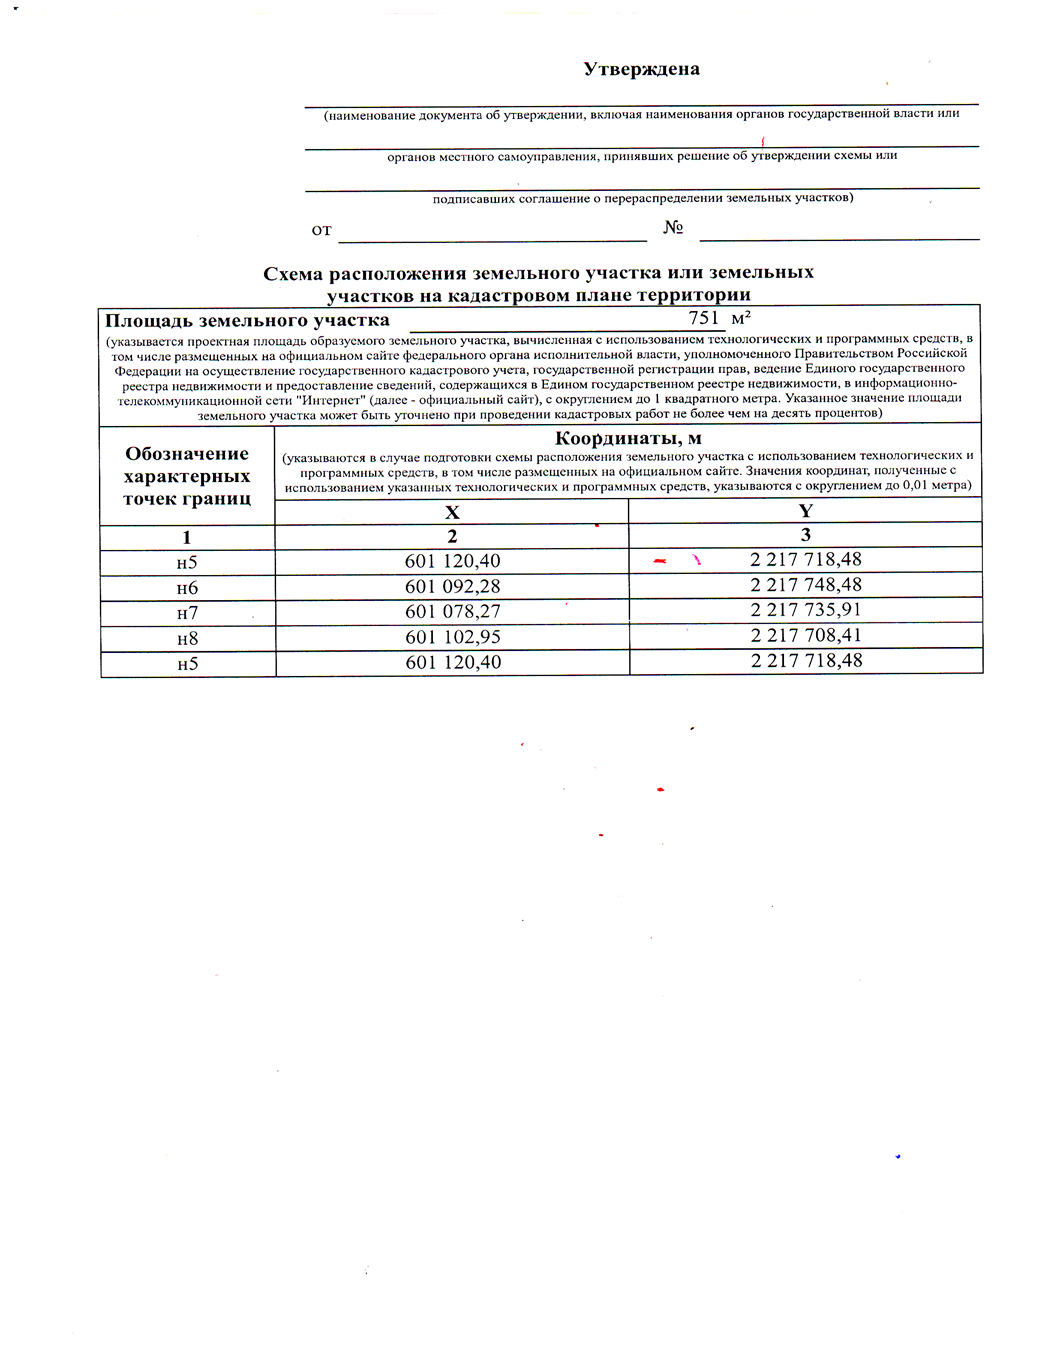 Утверждена
(наименование документа об утверждении, включая наименования органов государственной власти или
органов местного самоуправления, принявших решение об утверждении схемы или
подписавших соглашение о перераспределении земельных участков)
от №
Схема расположения земельного участка или земельных
участков на кадастровом плане территории
Площадь земельного участка 751 м²
(указывается проектная площадь образуемого земельного участка, вычисленная с использованием технологических и программных средств, в
том числе размещенных на официальном сайте федерального органа исполнительной власти, уполномоченного Правительством Российской
Федерации на осуществление государственного кадастрового учета, государственной регистрации прав, ведение Единого государственного
реестра недвижимости и предоставление сведений, содержащихся в Едином государственном реестре недвижимости, в информационно-
телекоммуникационной сети "Интернет" (далее - официальный сайт), с округлением до 1 квадратного метра. Указанное значение площади
земельного участка может быть уточнено при проведении кадастровых работ не более чем на десять процентов)
Обозначение
характерных
точек границ
Координаты, м
(указываются в случае подготовки схемы расположения земельного участка с использованием технологических и
программных средств, в том числе размещенных на официальном сайте. Значения координат, полученные с
использованием указанных технологических и программных средств, указываются с округлением до 0,01 метра)
X Y
1 2 3
н5 601 120,40 2 217 718,48
н6 601 092,28 2 217 748,48
н7 601 078,27 2 217 735,91
н8 601 102,95 2 217 708,41
н5 601 120,40 2 217 718,48